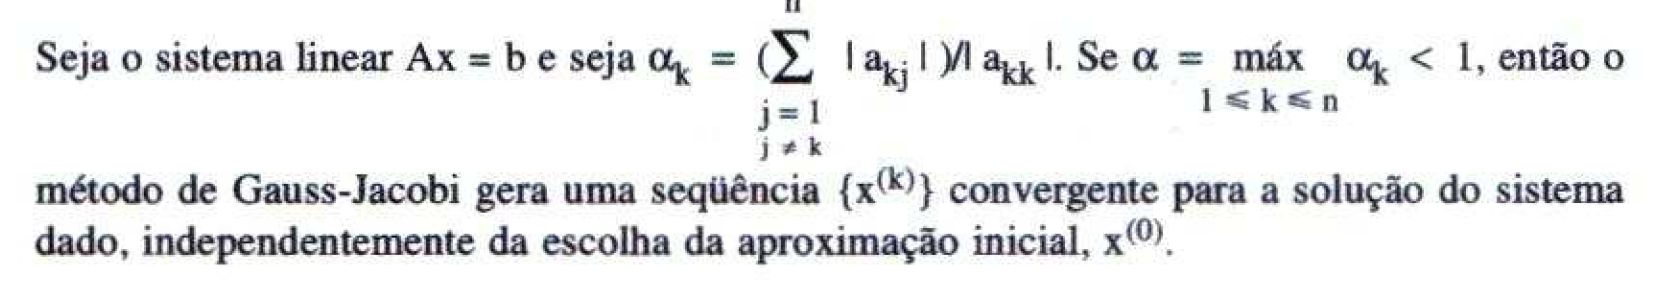 n
Seja o sistema linear Ax = b e seja αk = (∑ | akj | )/| akk |. Se α = máx αk < 1, então o
j = 1 1 ⩽ k ⩽ n
j ≠ k
método de Gauss-Jacobi gera uma seqüência {x(k)} convergente para a solução do sistema
dado, independentemente da escolha da aproximação inicial, x(0).